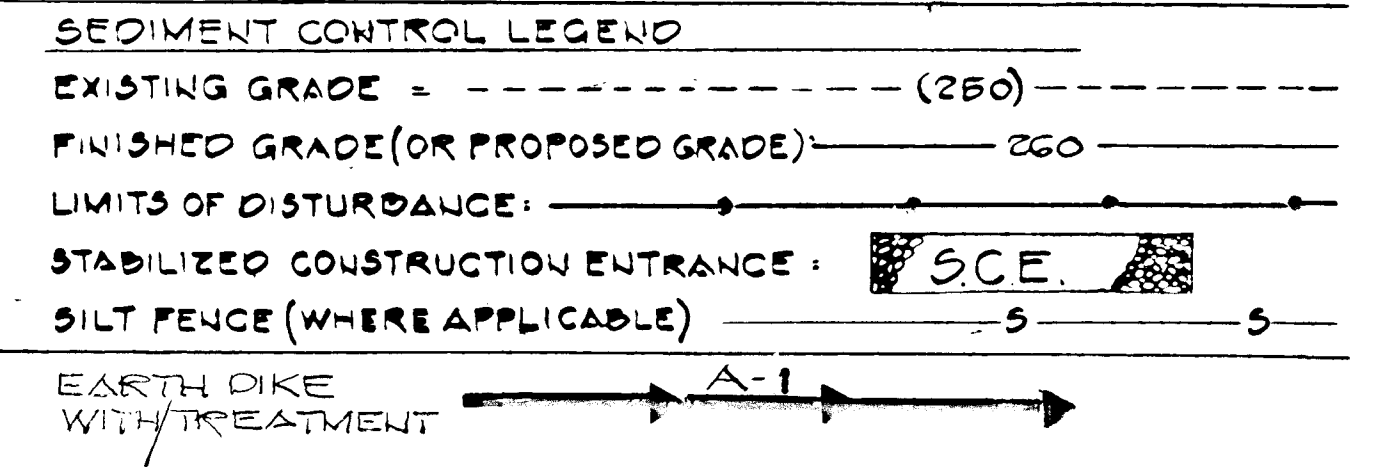 SEDIMENT CONTROL LEGEND
EXISTING GRADE = (250)
FINISHED GRADE (OR PROPOSED GRADE): 260
LIMITS OF DISTURBANCE:
STABILIZED CONSTRUCTION ENTRANCE : S.C.E.
SILT FENCE (WHERE APPLICABLE) S S
EARTH DIKE A-1
WITH/TREATMENT